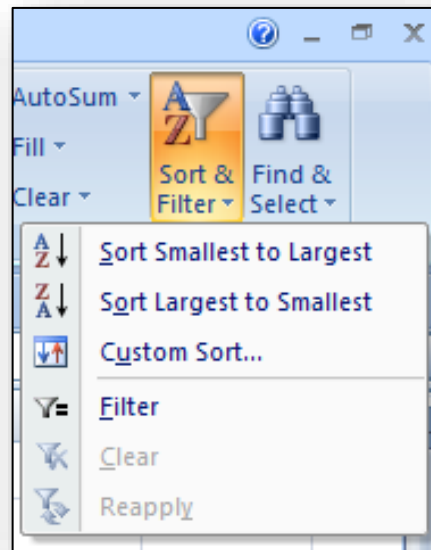 AutoSum
Fill
Clear
Sort &
Filter
Find &
Select
Sort Smallest to Largest
Sort Largest to Smallest
Custom Sort...
Filter
Clear
Reapply